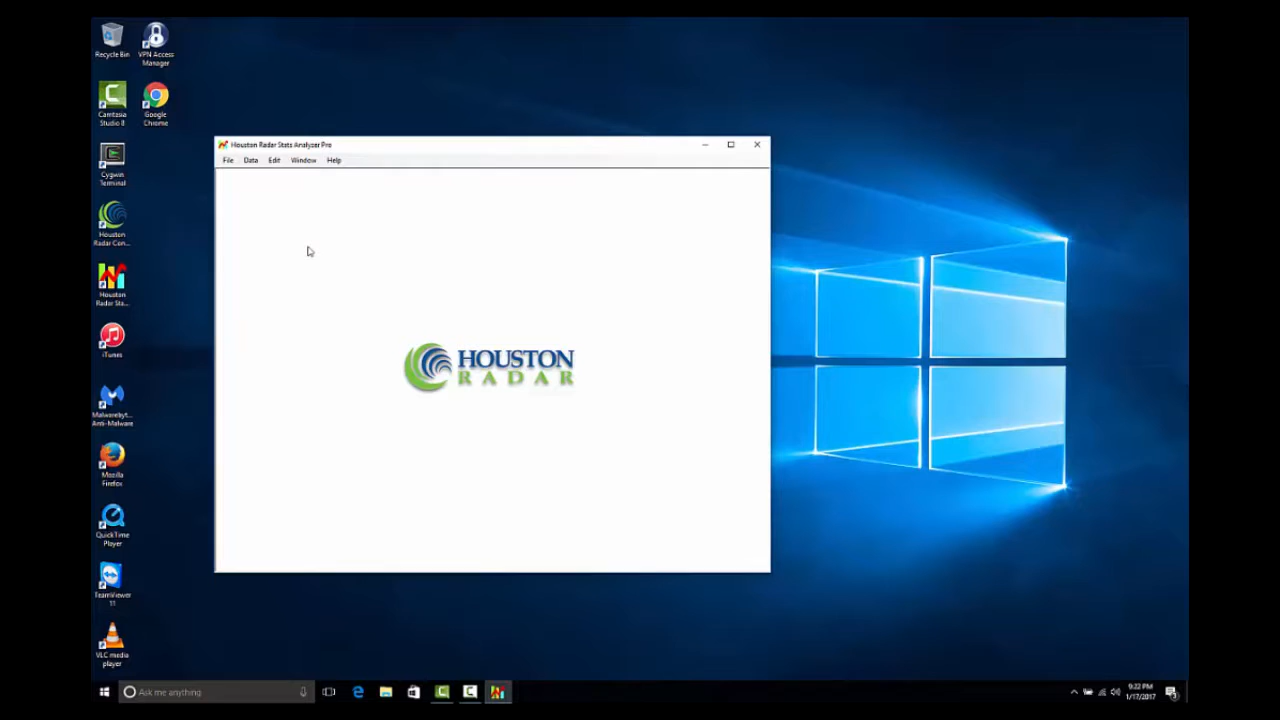 Recycle Bin
VPN Access
Manager
Camtasia
Studio 8
Google
Chrome
Cygwin
Terminal
Houston
Radar Con...
Houston
Radar Sta...
iTunes
Malwarebyt...
Anti-Malware
Mozilla
Firefox
QuickTime
Player
TeamViewer
11
VLC media
player
Houston Radar Stats Analyzer Pro
File Data Edit Window Help
HOUSTON
RADAR
Ask me anything
9:22 PM
1/17/2017